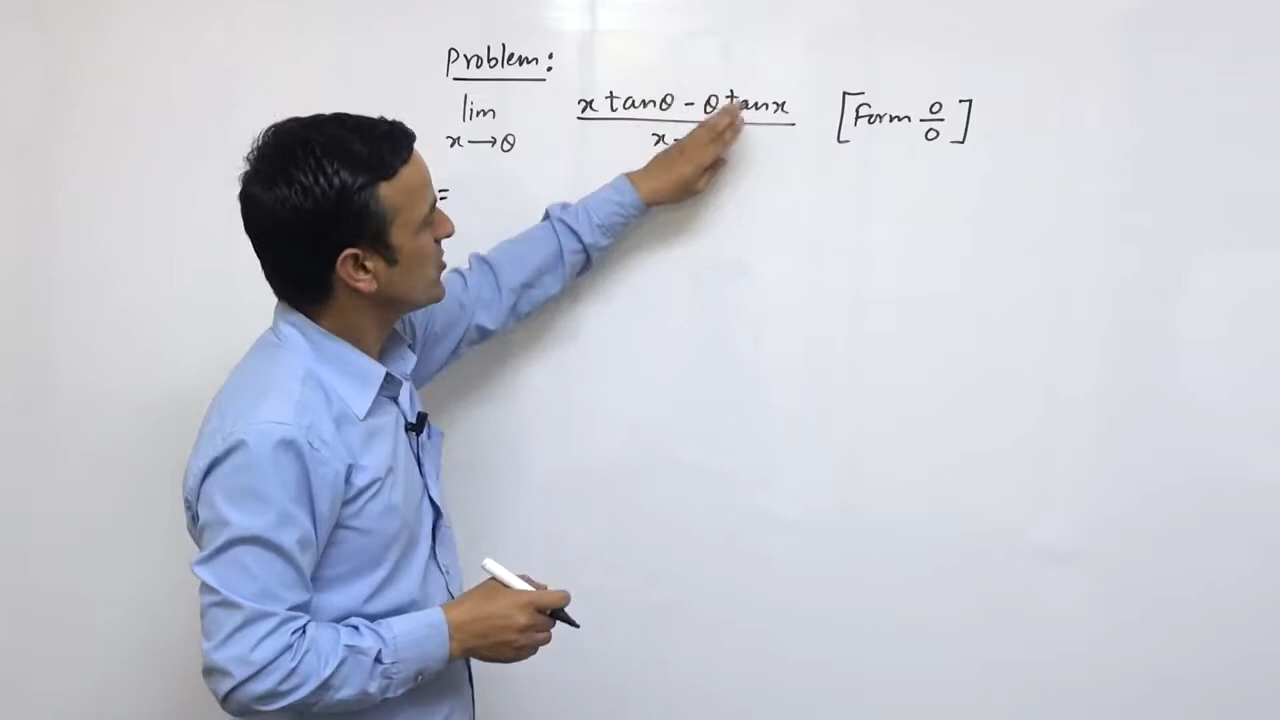 Problem:
lim x→θ (x tanθ - θ tanx)/(x- [Form 0/0]
=